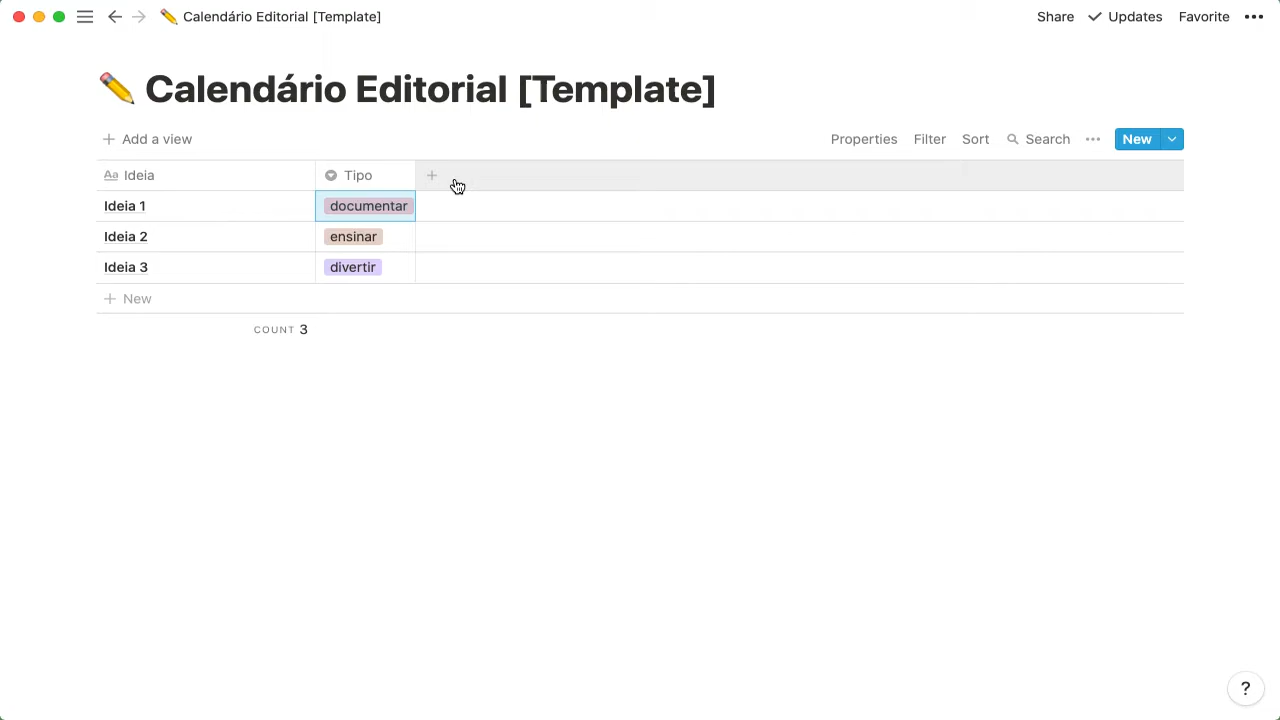 Calendário Editorial [Template]
Share
Updates
Favorite
Calendário Editorial [Template]
Add a view
Properties
Filter
Sort
Search
New
Aa Ideia
Tipo
Ideia 1
documentar
Ideia 2
ensinar
Ideia 3
divertir
New
COUNT 3
?